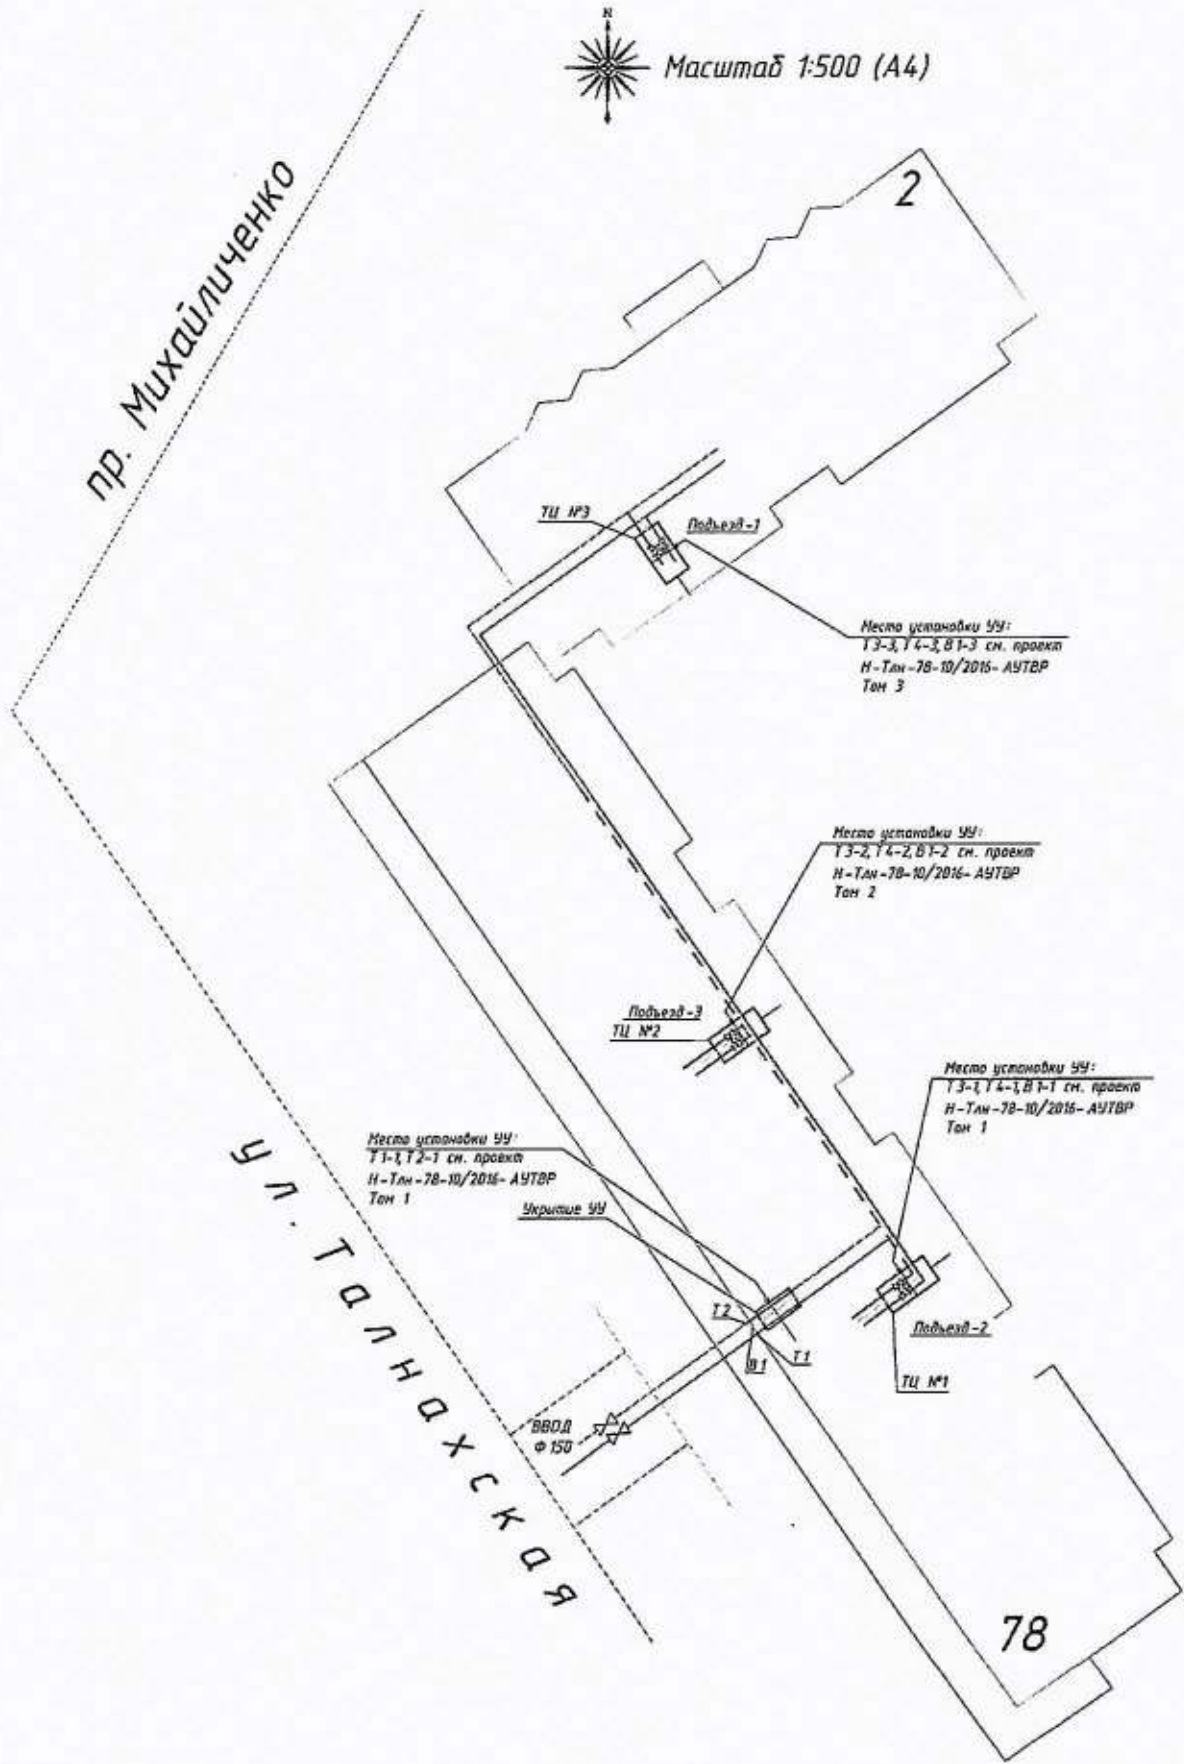 N
Масштаб 1:500 (А4)
2
пр. Михайличенко
ТЦ №3
Подъезд-1
Место установки УУ:
Т3-3, Т4-3, В1-3 см. проект
Н-Тлн-78-10/2016-АУТВР
Том 3
Место установки УУ:
Т3-2, Т4-2, В1-2 см. проект
Н-Тлн-78-10/2016-АУТВР
Том 2
Подъезд-3
ТЦ №2
Место установки УУ:
Т3-1, Т4-1, В1-1 см. проект
Н-Тлн-78-10/2016-АУТВР
Том 1
Место установки УУ:
Т1-1, Т2-1 см. проект
Н-Тлн-78-10/2016-АУТВР
Том 1
Укрытие УУ
ул. Талнахская
Т2
В1
Т1
Подъезд-2
ТЦ №1
ВВОД
Ф 150
78